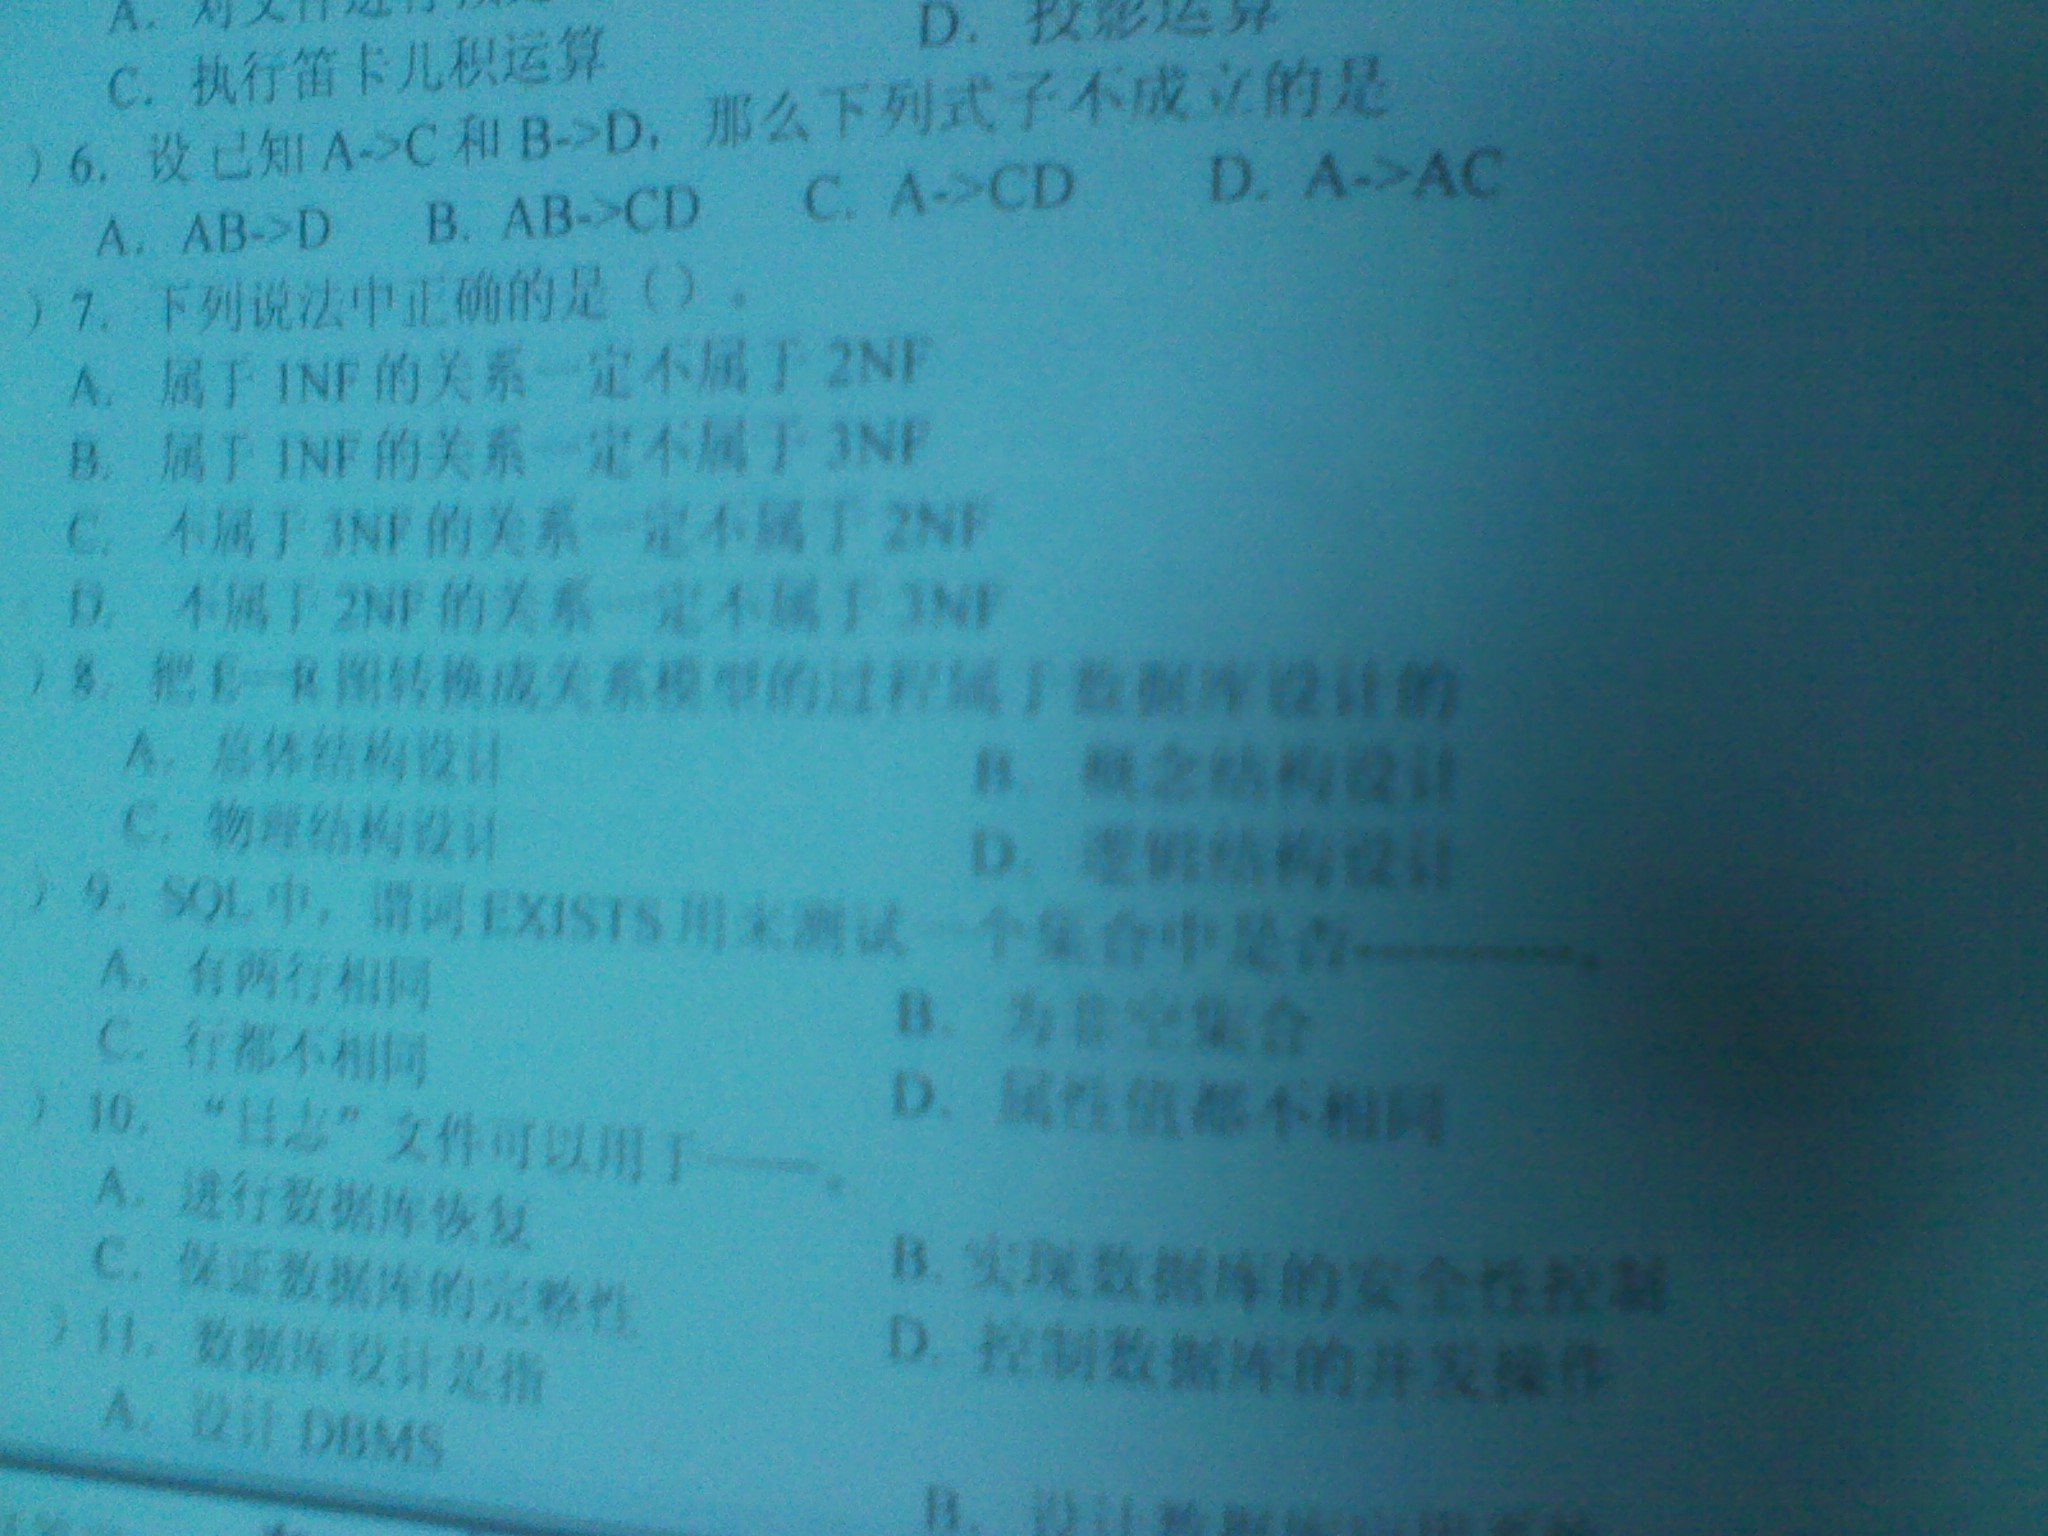 A. 对文件进行
D. 投影运算
C. 执行笛卡儿积运算
) 6. 设已知 A->C 和 B->D, 那么下列式子不成立的是
A. AB->D B. AB->CD C. A->CD D. A->AC
) 7. 下列说法中正确的是()。
A. 属于 1NF 的关系一定不属于 2NF
B. 属于 1NF 的关系一定不属于 3NF
C. 不属于 3NF 的关系一定不属于 2NF
D. 不属于 2NF 的关系一定不属于 3NF
) 8. 把 E—R 图转换成关系模型的过程属于数据库设计的
A. 总体结构设计 B. 概念结构设计
C. 物理结构设计 D. 逻辑结构设计
) 9. SQL 中, 谓词 EXISTS 用来测试一个集合中是否————。
A. 有两行相同 B. 为非空集合
C. 行都不相同 D. 属性值都不相同
) 10. “日志”文件可以用于——。
A. 进行数据库恢复 B. 实现数据库的安全性控制
C. 保证数据库的完整性 D. 控制数据库的并发操作
) 11. 数据库设计是指
A. 设计 DBMS B. 设计数据库应用系统